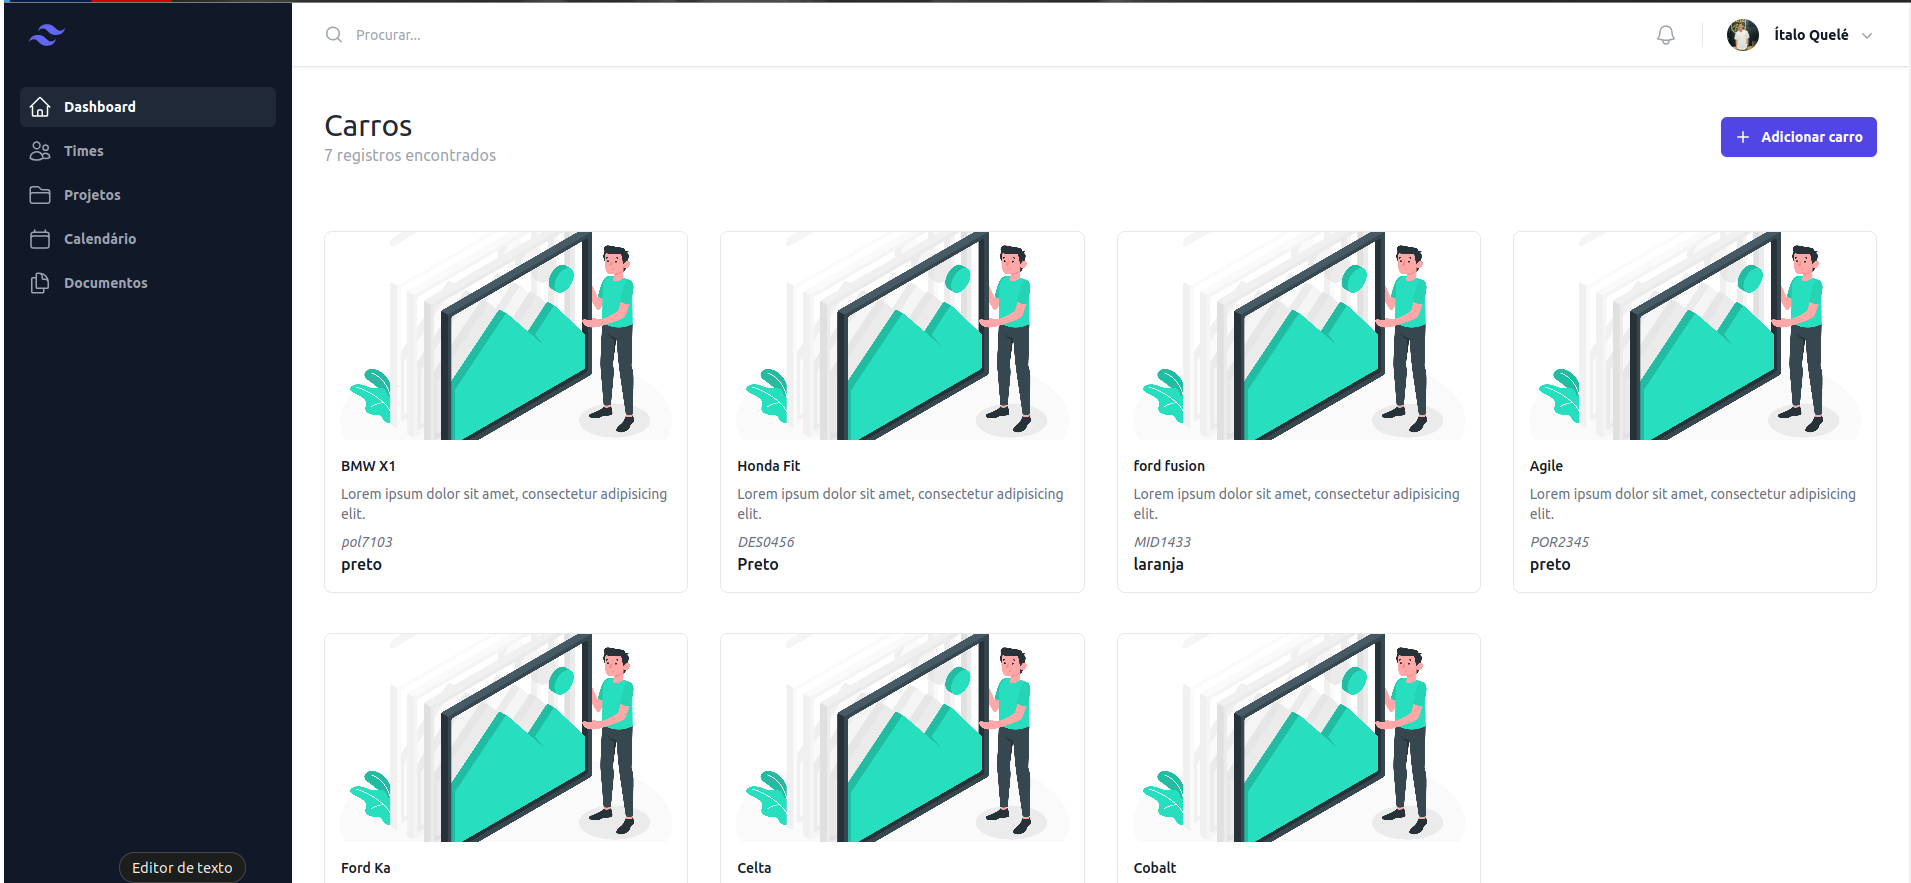 Procurar...
Ítalo Quelé
Dashboard
Times
Projetos
Calendário
Documentos
Carros
7 registros encontrados
Adicionar carro
BMW X1
Lorem ipsum dolor sit amet, consectetur adipisicing
elit.
pol7103
preto
Honda Fit
Lorem ipsum dolor sit amet, consectetur adipisicing
elit.
DES0456
Preto
ford fusion
Lorem ipsum dolor sit amet, consectetur adipisicing
elit.
MID1433
laranja
Agile
Lorem ipsum dolor sit amet, consectetur adipisicing
elit.
POR2345
preto
Ford Ka
Celta
Cobalt
Editor de texto